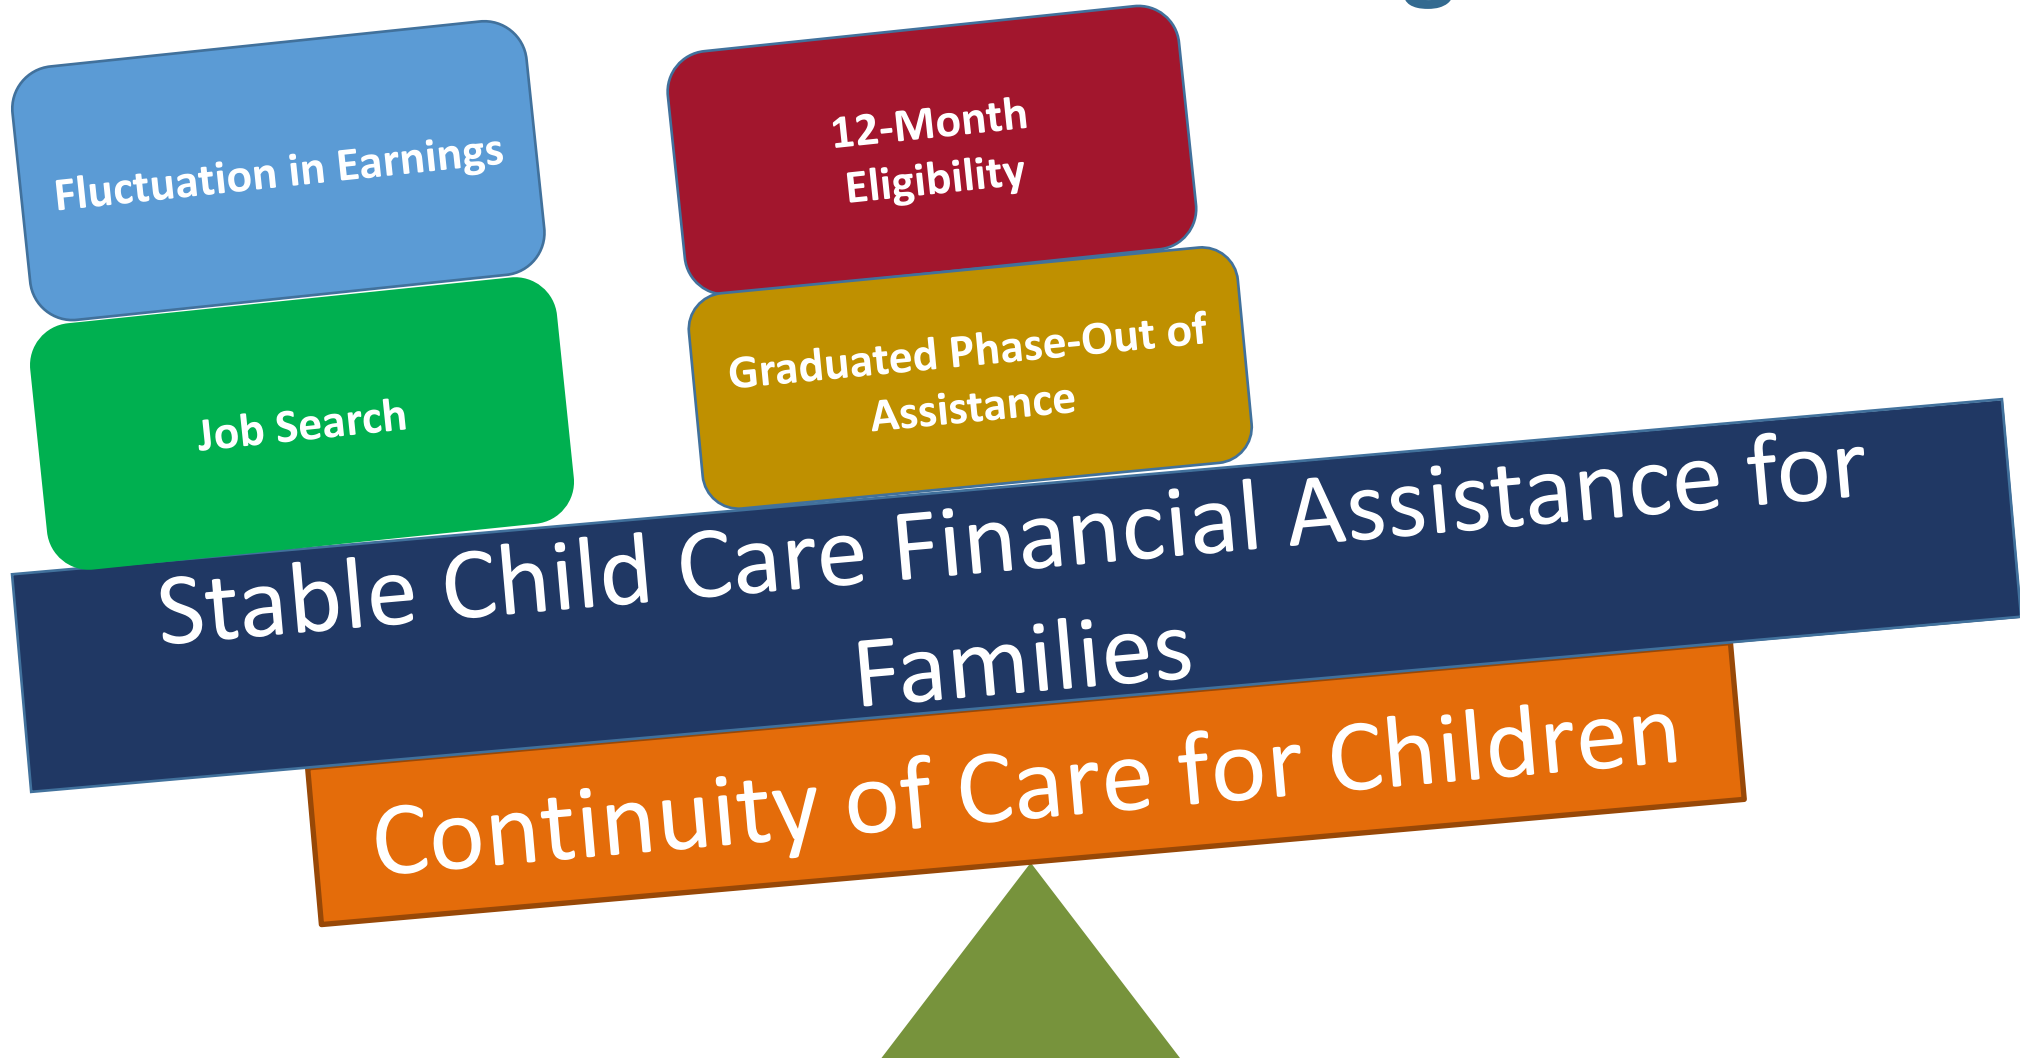 Fluctuation in Earnings
12-Month
Eligibility
Job Search
Graduated Phase-Out of
Assistance
Stable Child Care Financial Assistance for
Families
Continuity of Care for Children